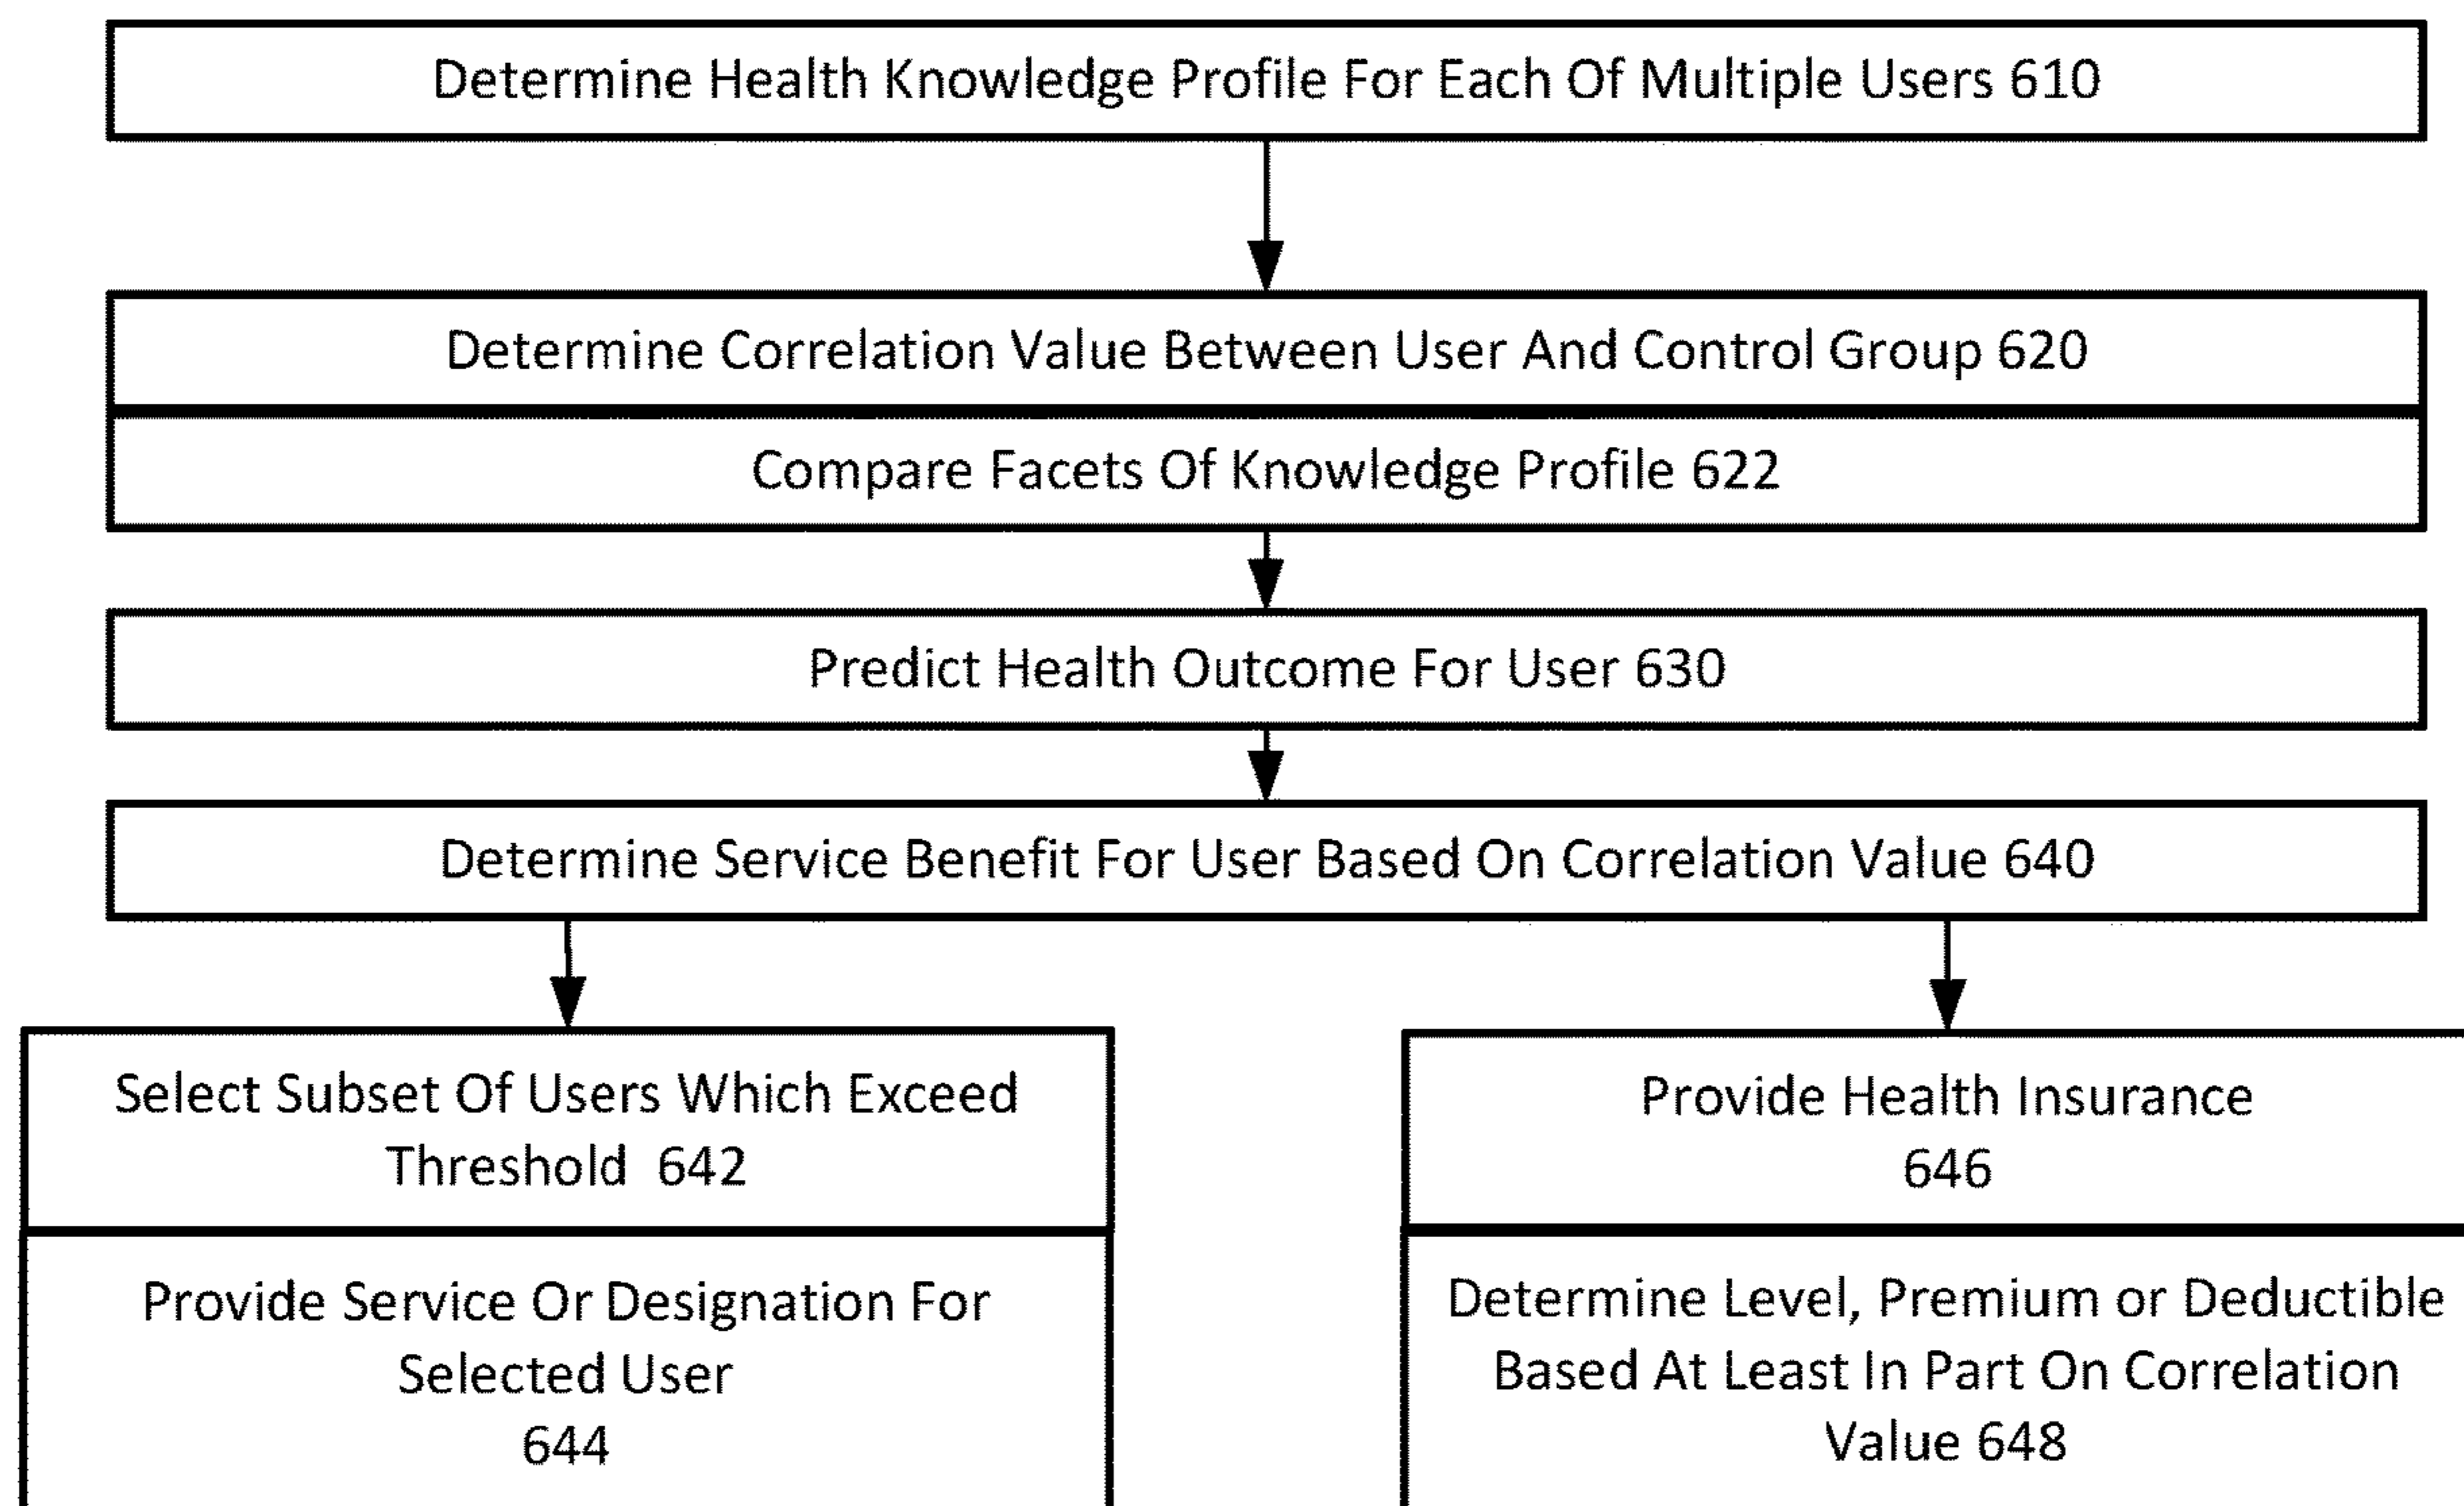 Determine Health Knowledge Profile For Each Of Multiple Users 610
Determine Correlation Value Between User And Control Group 620
Compare Facets Of Knowledge Profile 622
Predict Health Outcome For User 630
Determine Service Benefit For User Based On Correlation Value 640
Select Subset Of Users Which Exceed
Threshold 642
Provide Service Or Designation For
Selected User
644
Provide Health Insurance
646
Determine Level, Premium or Deductible
Based At Least In Part On Correlation
Value 648